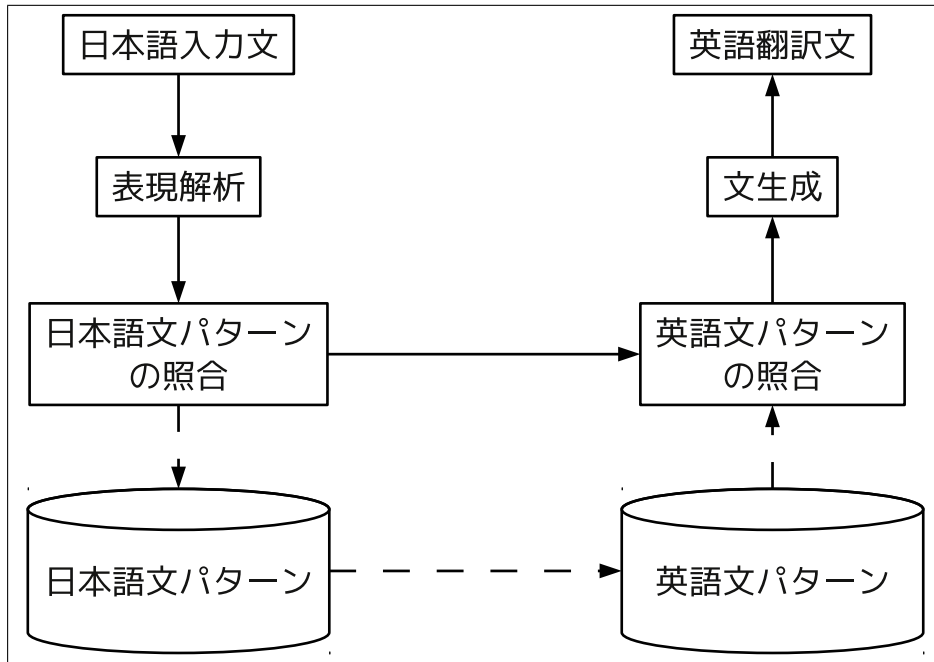 日本語入力文
英語翻訳文
表現解析
文生成
日本語文パターン
の照合
英語文パターン
の照合
日本語文パターン
英語文パターン